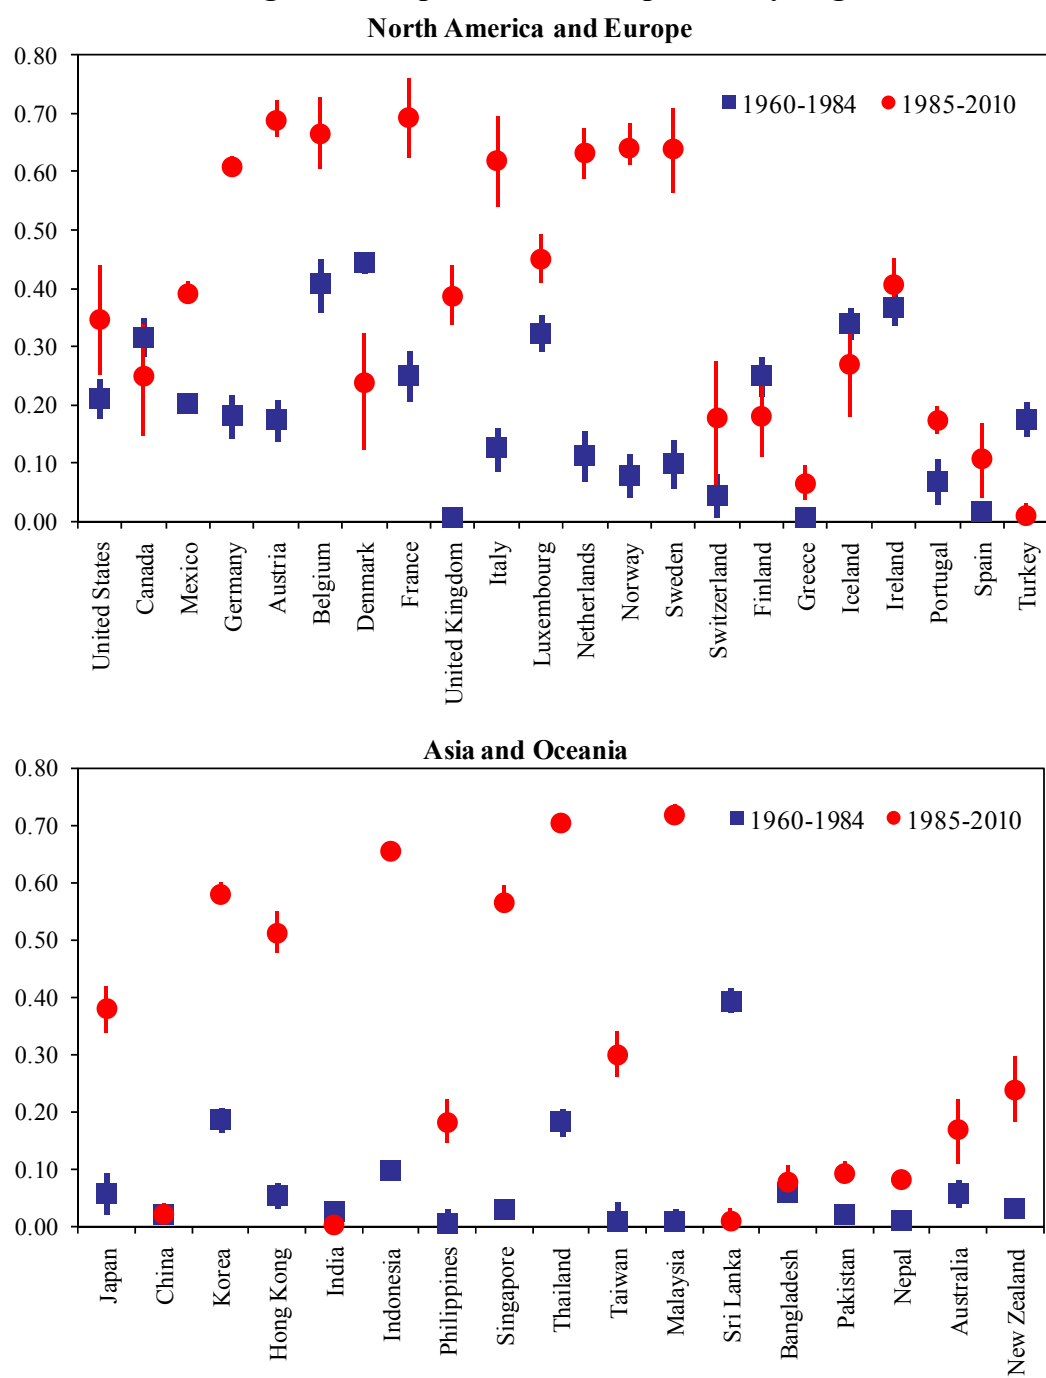 North America and Europe
0.80
0.70
0.60
0.50
0.40
0.30
0.20
0.10
0.00
1960-1984
1985-2010
United States
Canada
Mexico
Germany
Austria
Belgium
Denmark
France
United Kingdom
Italy
Luxembourg
Netherlands
Norway
Sweden
Switzerland
Finland
Greece
Iceland
Ireland
Portugal
Spain
Turkey
Asia and Oceania
0.80
0.70
0.60
0.50
0.40
0.30
0.20
0.10
0.00
1960-1984
1985-2010
Japan
China
Korea
Hong Kong
India
Indonesia
Philippines
Singapore
Thailand
Taiwan
Malaysia
Sri Lanka
Bangladesh
Pakistan
Nepal
Australia
New Zealand